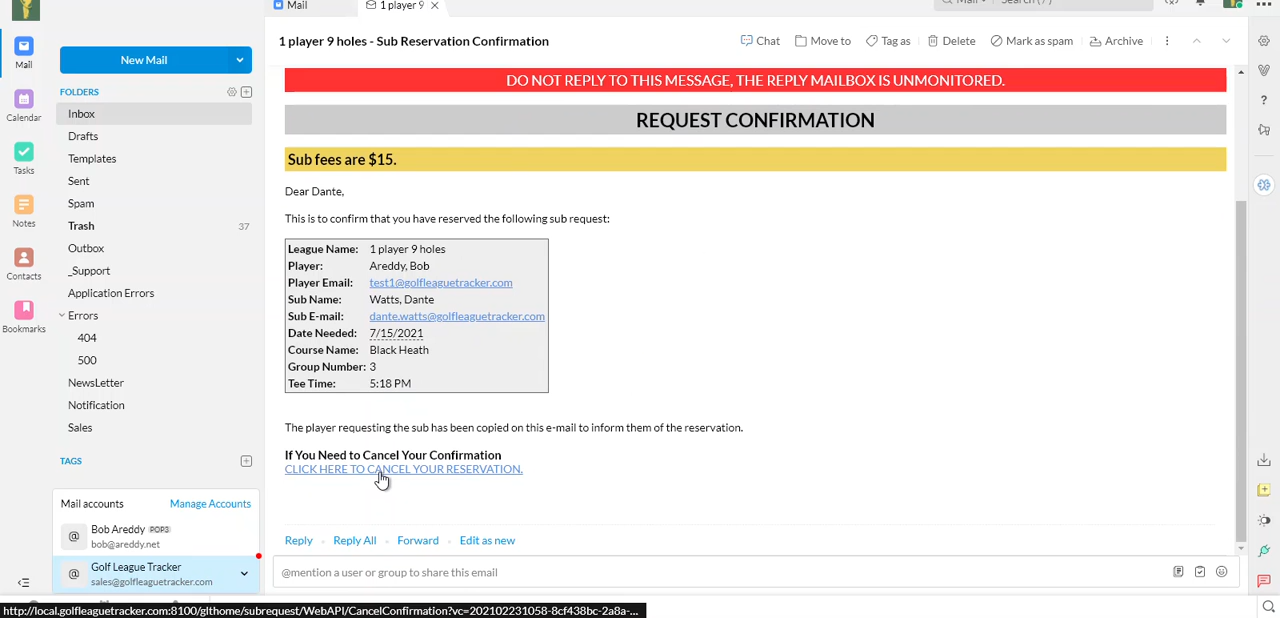 Mail
1 player 9
Mail
Search ( / )
1 player 9 holes - Sub Reservation Confirmation
Chat
Move to
Tag as
Delete
Mark as spam
Archive
Mail
Calendar
Tasks
Notes
Contacts
Bookmarks
New Mail
FOLDERS
Inbox
Drafts
Templates
Sent
Spam
Trash 37
Outbox
_Support
Application Errors
Errors
404
500
NewsLetter
Notification
Sales
TAGS
Mail accounts Manage Accounts
@ Bob Areddy POP3
bob@areddy.net
@ Golf League Tracker
sales@golfleaguetracker.com
DO NOT REPLY TO THIS MESSAGE, THE REPLY MAILBOX IS UNMONITORED.
REQUEST CONFIRMATION
Sub fees are $15.
Dear Dante,
This is to confirm that you have reserved the following sub request:
League Name: 1 player 9 holes
Player: Areddy, Bob
Player Email: test1@golfleaguetracker.com
Sub Name: Watts, Dante
Sub E-mail: dante.watts@golfleaguetracker.com
Date Needed: 7/15/2021
Course Name: Black Heath
Group Number: 3
Tee Time: 5:18 PM
The player requesting the sub has been copied on this e-mail to inform them of the reservation.
If You Need to Cancel Your Confirmation
CLICK HERE TO CANCEL YOUR RESERVATION.
Reply
Reply All
Forward
Edit as new
@mention a user or group to share this email
http://local.golfleaguetracker.com:8100/glthome/subrequest/WebAPI/CancelConfirmation?vc=202102231058-8cf438bc-2a8a-...